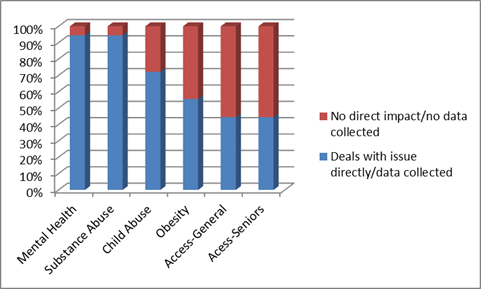 100%
90%
80%
70%
60%
50%
40%
30%
20%
10%
0%
Mental Health
Substance Abuse
Child Abuse
Obesity
Access-General
Acess-Seniors
No direct impact/no data
collected
Deals with issue
directly/data collected